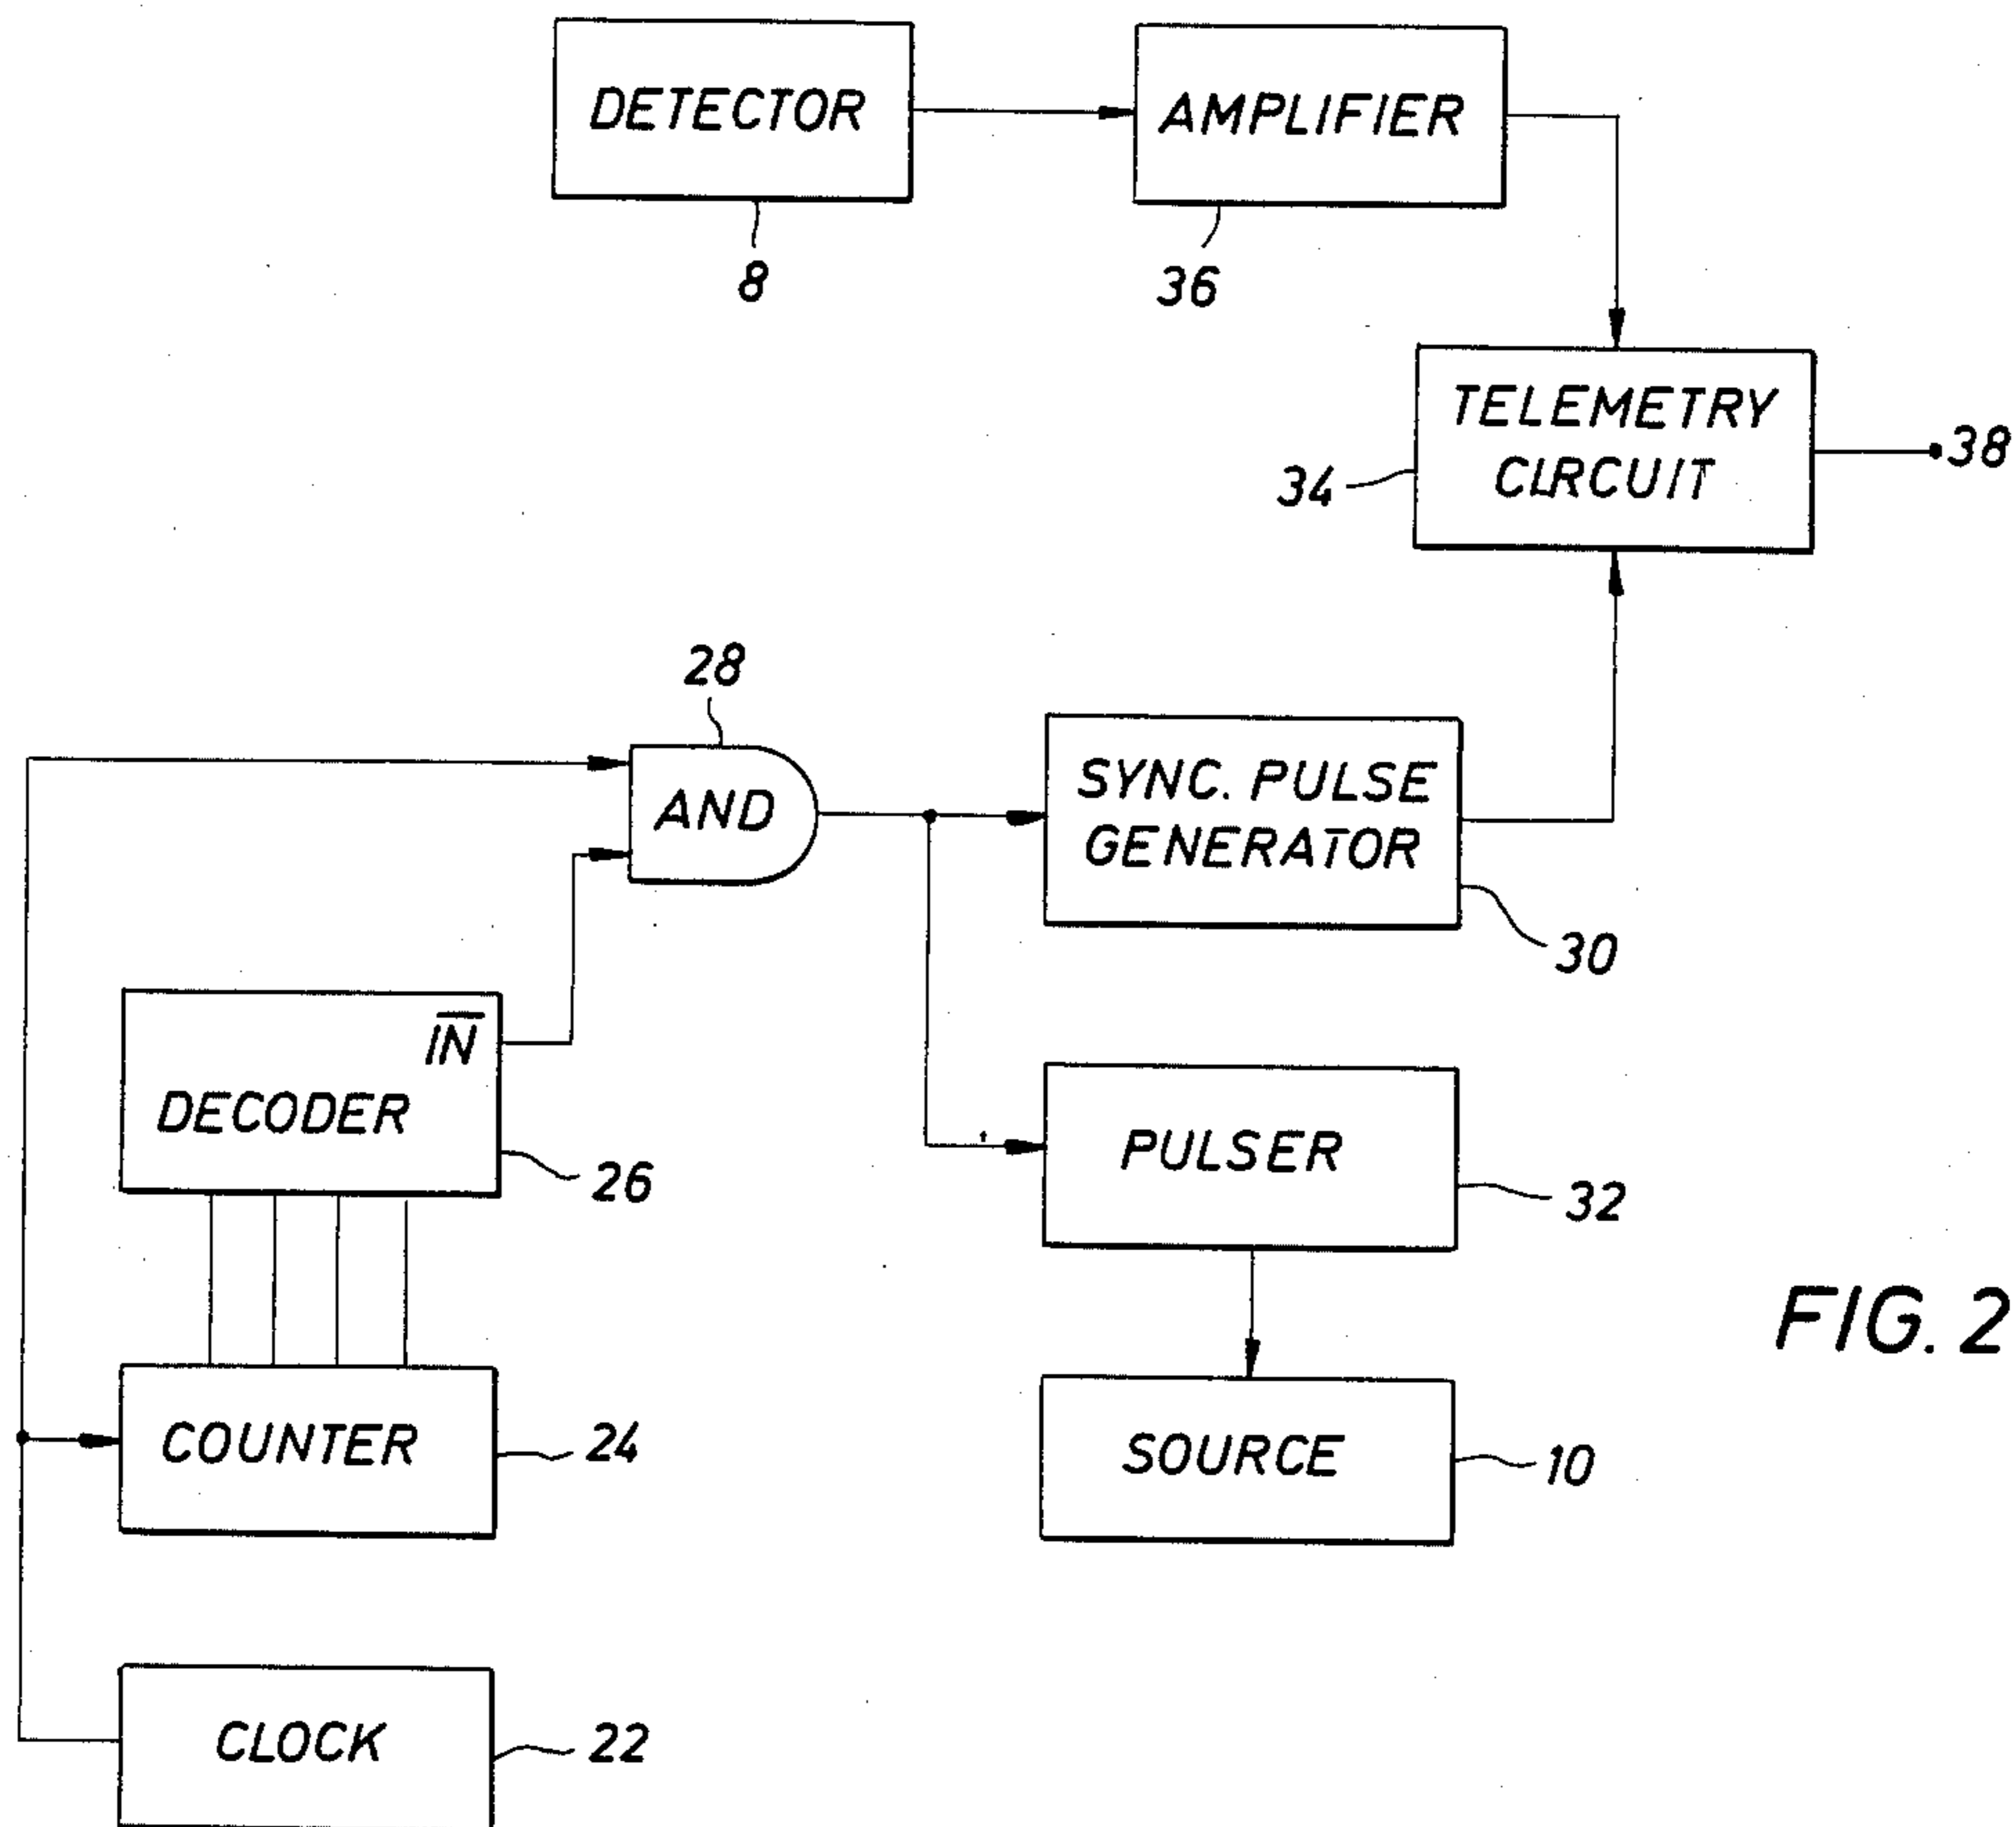 DETECTOR
8
AMPLIFIER
36
TELEMETRY
CIRCUIT
34
38
28
AND
SYNC. PULSE
GENERATOR
30
IN
DECODER
26
PULSER
32
COUNTER
24
SOURCE
10
FIG. 2
CLOCK
22